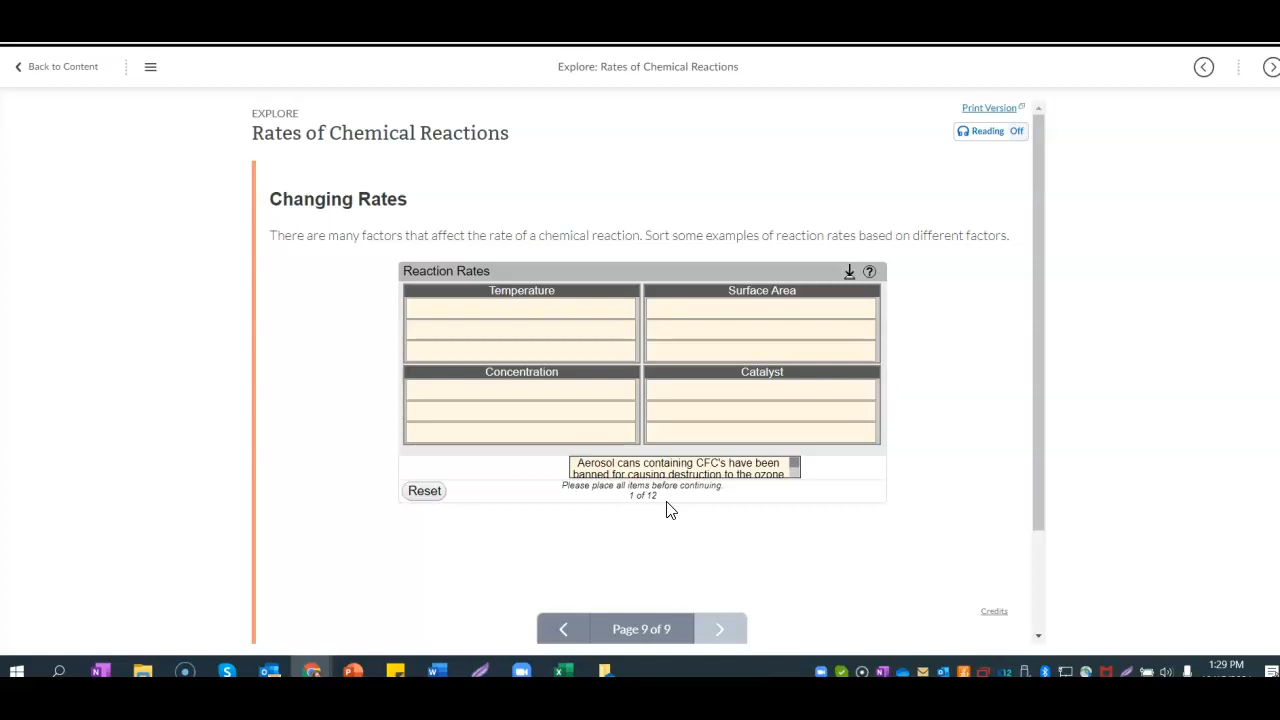 Back to Content
Explore: Rates of Chemical Reactions
EXPLORE
Print Version
Rates of Chemical Reactions
Reading Off
Changing Rates
There are many factors that affect the rate of a chemical reaction. Sort some examples of reaction rates based on different factors.
Reaction Rates
?
Temperature
Surface Area
Concentration
Catalyst
Aerosol cans containing CFC's have been
banned for causing destruction to the ozone
Please place all items before continuing.
1 of 12
Reset
Credits
Page 9 of 9
1:29 PM